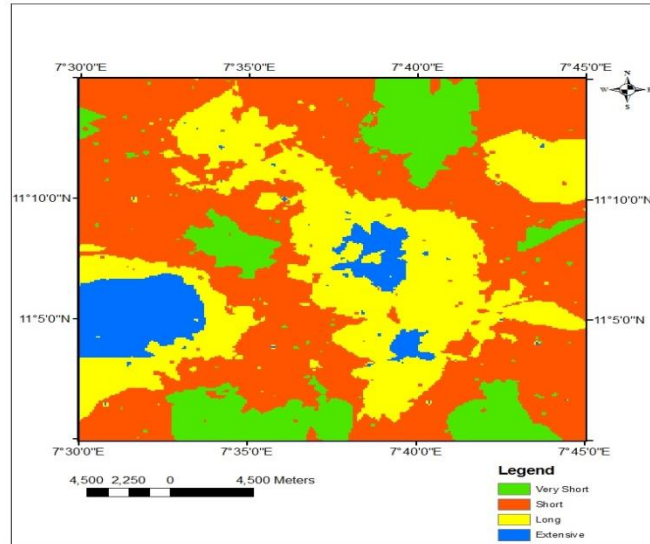 7°30'0"E 7°35'0"E 7°40'0"E 7°45'0"E
N
W E
S
11°10'0"N 11°10'0"N
11°5'0"N 11°5'0"N
7°30'0"E 7°35'0"E 7°40'0"E 7°45'0"E
4,500 2,250 0 4,500 Meters
Legend
Very Short
Short
Long
Extensive